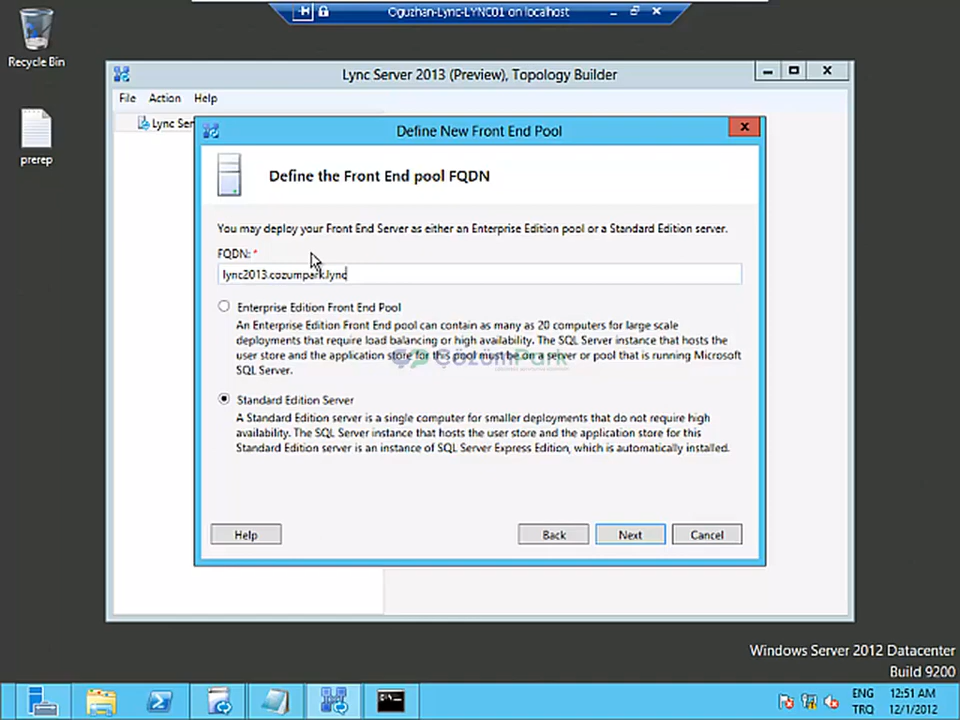 Oguzhan-Lync-LYNC01 on localhost
Recycle Bin
prerep
Lync Server 2013 (Preview), Topology Builder
File Action Help
Lync Ser
Define New Front End Pool
Define the Front End pool FQDN
You may deploy your Front End Server as either an Enterprise Edition pool or a Standard Edition server.
FQDN: *
lync2013.cozumpark.lync
Enterprise Edition Front End Pool
An Enterprise Edition Front End pool can contain as many as 20 computers for large scale
deployments that require load balancing or high availability. The SQL Server instance that hosts the
user store and the application store for this pool must be on a server or pool that is running Microsoft
SQL Server.
ÇözümPark
Standard Edition Server
A Standard Edition server is a single computer for smaller deployments that do not require high
availability. The SQL Server instance that hosts the user store and the application store for this
Standard Edition server is an instance of SQL Server Express Edition, which is automatically installed.
Help Back Next Cancel
Windows Server 2012 Datacenter
Build 9200
ENG 12:51 AM
TRQ 12/1/2012